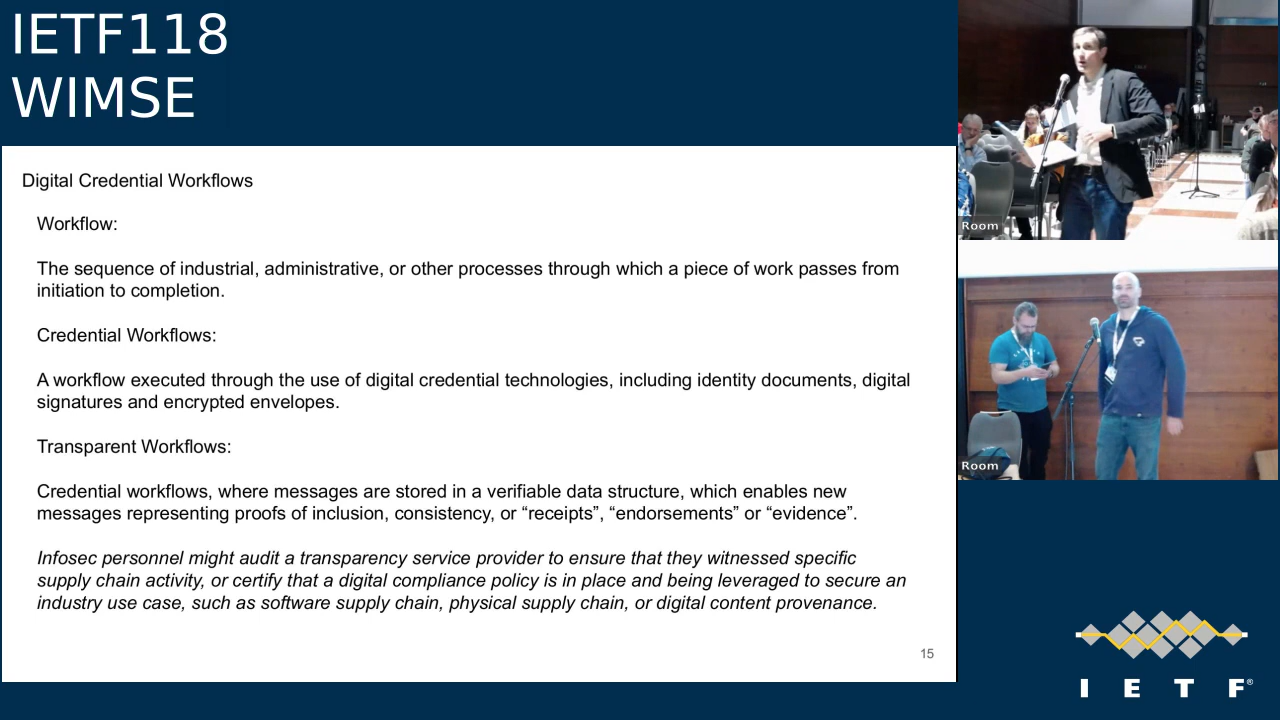 IETF118
WIMSE
Digital Credential Workflows
Workflow:
The sequence of industrial, administrative, or other processes through which a piece of work passes from
initiation to completion.
Credential Workflows:
A workflow executed through the use of digital credential technologies, including identity documents, digital
signatures and encrypted envelopes.
Transparent Workflows:
Credential workflows, where messages are stored in a verifiable data structure, which enables new
messages representing proofs of inclusion, consistency, or “receipts”, “endorsements” or “evidence”.
Infosec personnel might audit a transparency service provider to ensure that they witnessed specific
supply chain activity, or certify that a digital compliance policy is in place and being leveraged to secure an
industry use case, such as software supply chain, physical supply chain, or digital content provenance.
15
Room
Room
I E T F®